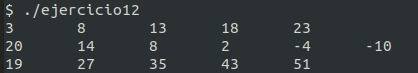 $ ./ejercicio12
3 8 13 18 23
20 14 8 2 -4 -10
19 27 35 43 51